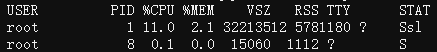 USER PID %CPU %MEM VSZ RSS TTY STAT
root 1 11.0 2.1 32213512 5781180 ? Ssl
root 8 0.1 0.0 15060 1112 ? S